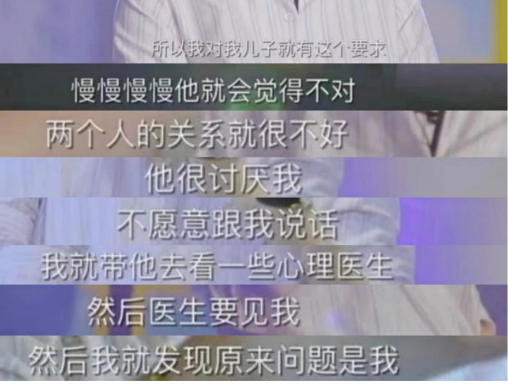 所以我对我儿子就有这个要求
慢慢慢慢他就会觉得不对
两个人的关系就很不好
他很讨厌我
不愿意跟我说话
我就带他去看一些心理医生
然后医生要见我
然后我就发现原来问题是我